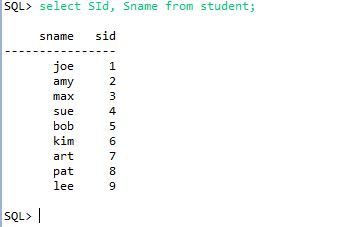 SQL> select SId, Sname from student;
sname sid
----------------
joe 1
amy 2
max 3
sue 4
bob 5
kim 6
art 7
pat 8
lee 9
SQL>